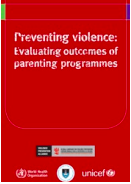 Preventing violence:
Evaluating outcomes of
parenting programmes
World Health
Organization
unicef